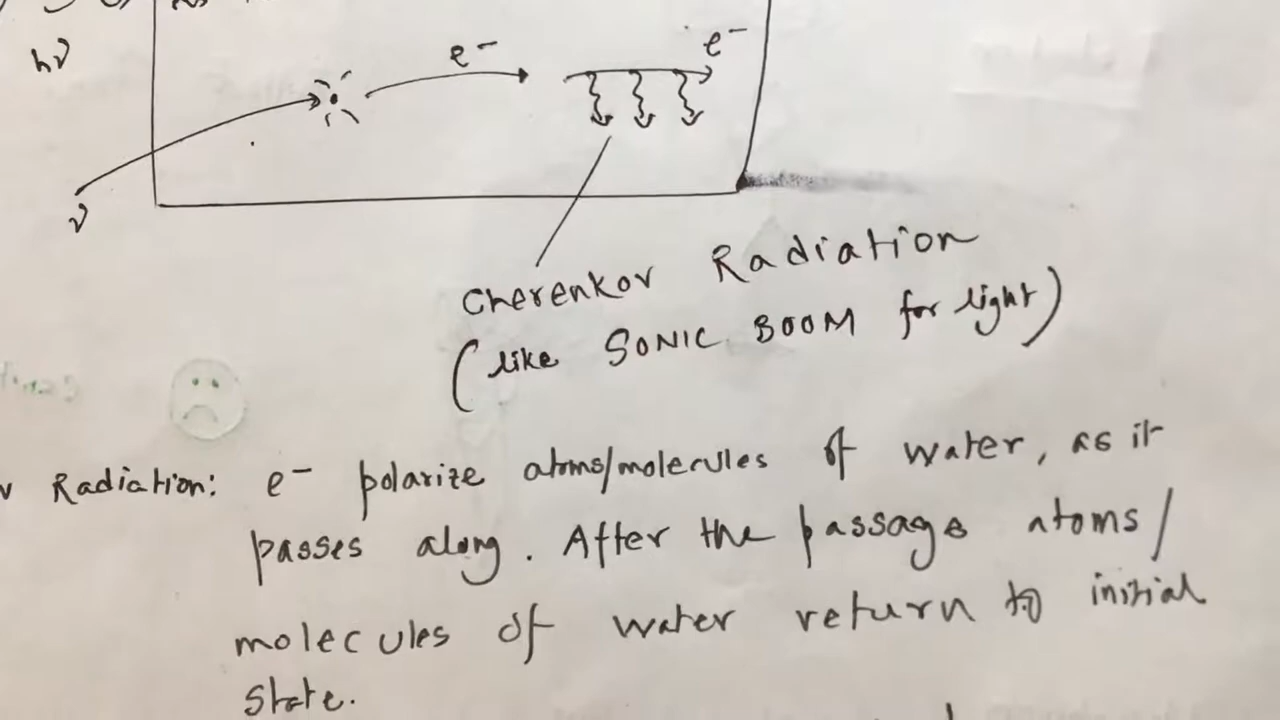 hν
e⁻
e⁻
ν
Cherenkov Radiation
(like SONIC BOOM for light)
Radiation: e⁻ polarize atoms/molecules of water, as it
passes along. After the passage atoms/
molecules of water return to initial
state.